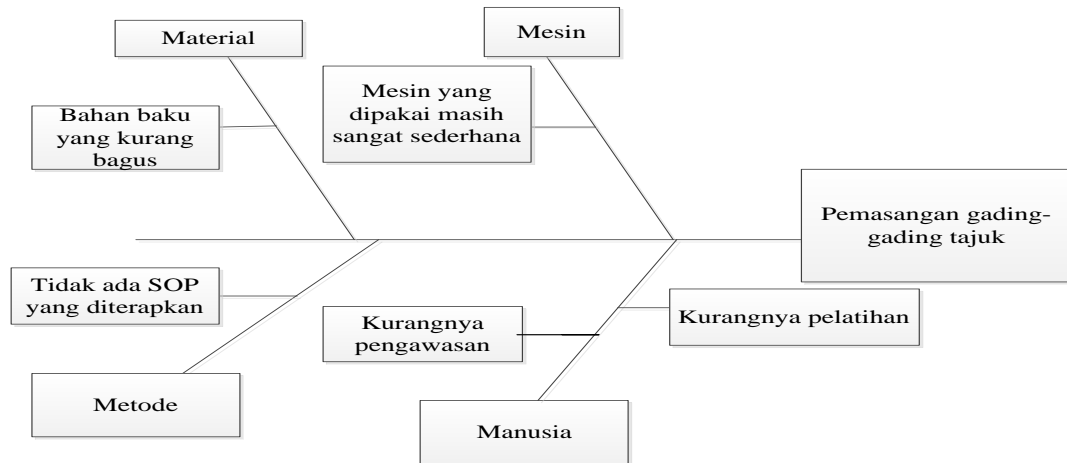 Material
Mesin
Bahan baku
yang kurang
bagus
Mesin yang
dipakai masih
sangat sederhana
Pemasangan gading-
gading tajuk
Tidak ada SOP
yang diterapkan
Kurangnya
pengawasan
Kurangnya pelatihan
Metode
Manusia